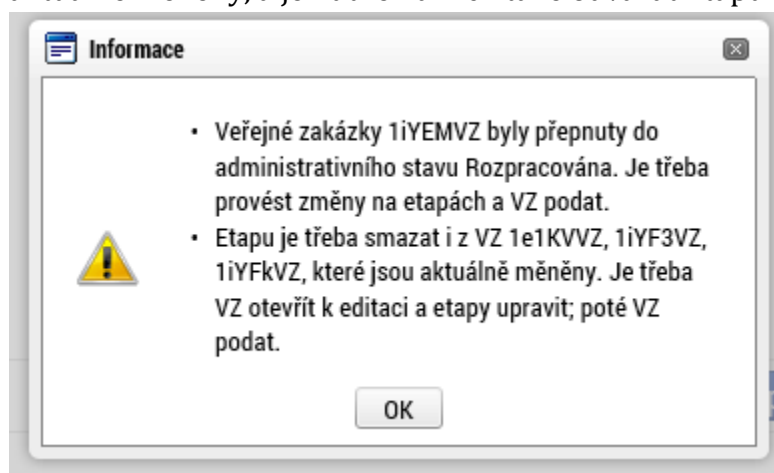 Informace
• Veřejné zakázky 1iYEMVZ byly přepnuty do
administrativního stavu Rozpracována. Je třeba
provést změny na etapách a VZ podat.
• Etapu je třeba smazat i z VZ 1e1KVVZ, 1iYF3VZ,
1iYFkVZ, které jsou aktuálně měněny. Je třeba
VZ otevřít k editaci a etapy upravit; poté VZ
podat.
OK